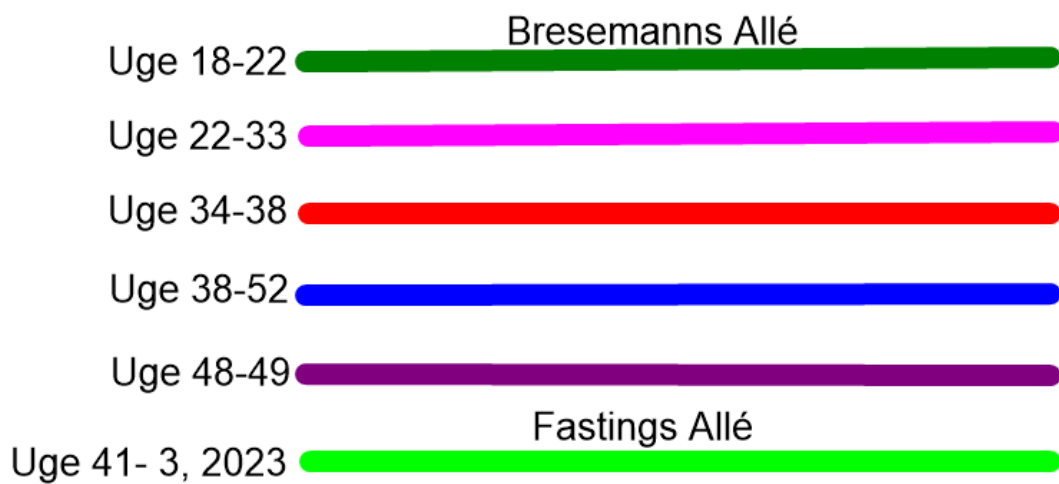 Bresemanns Allé
Uge 18-22
Uge 22-33
Uge 34-38
Uge 38-52
Uge 48-49
Fastings Allé
Uge 41- 3, 2023